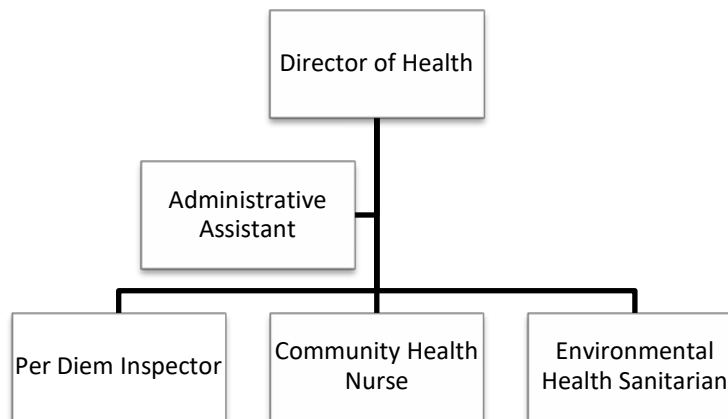 Director of Health
Administrative
Assistant
Per Diem Inspector
Community Health
Nurse
Environmental
Health Sanitarian